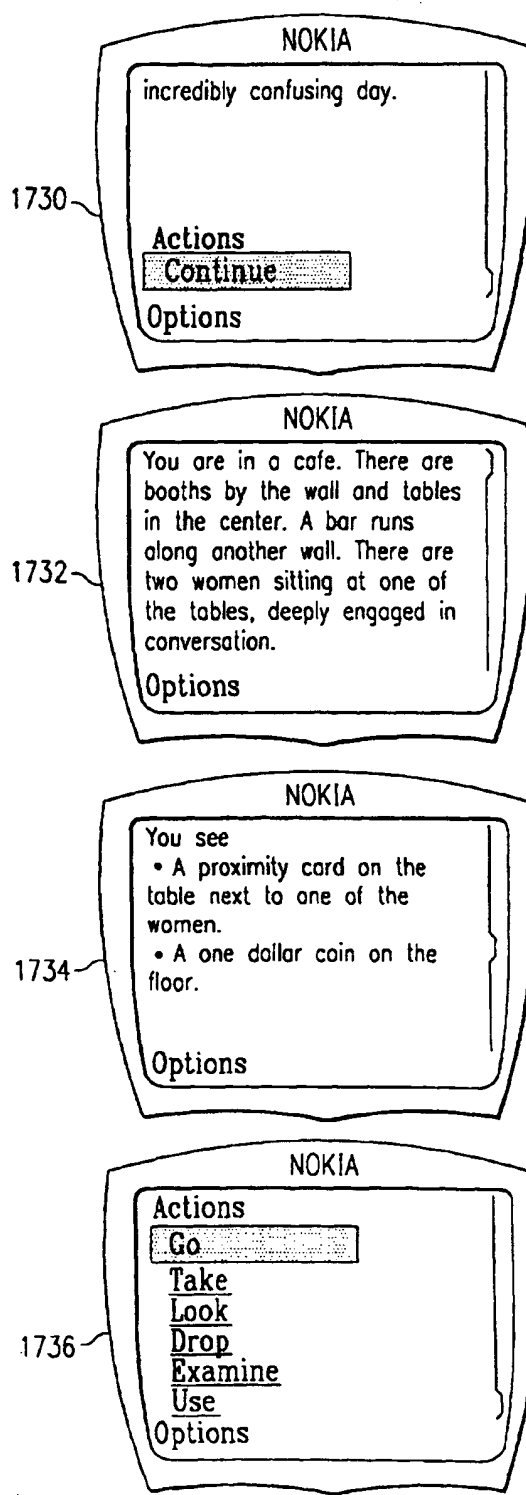 NOKIA
incredibly confusing day.
1730
Actions
Continue
Options
NOKIA
You are in a cafe. There are
booths by the wall and tables
in the center. A bar runs
along another wall. There are
1732
two women sitting at one of
the tables, deeply engaged in
conversation.
Options
NOKIA
You see
• A proximity card on the
table next to one of the
women.
• A one dollar coin on the
1734
floor.
Options
NOKIA
Actions
Go
Take
Look
1736
Drop
Examine
Use
Options